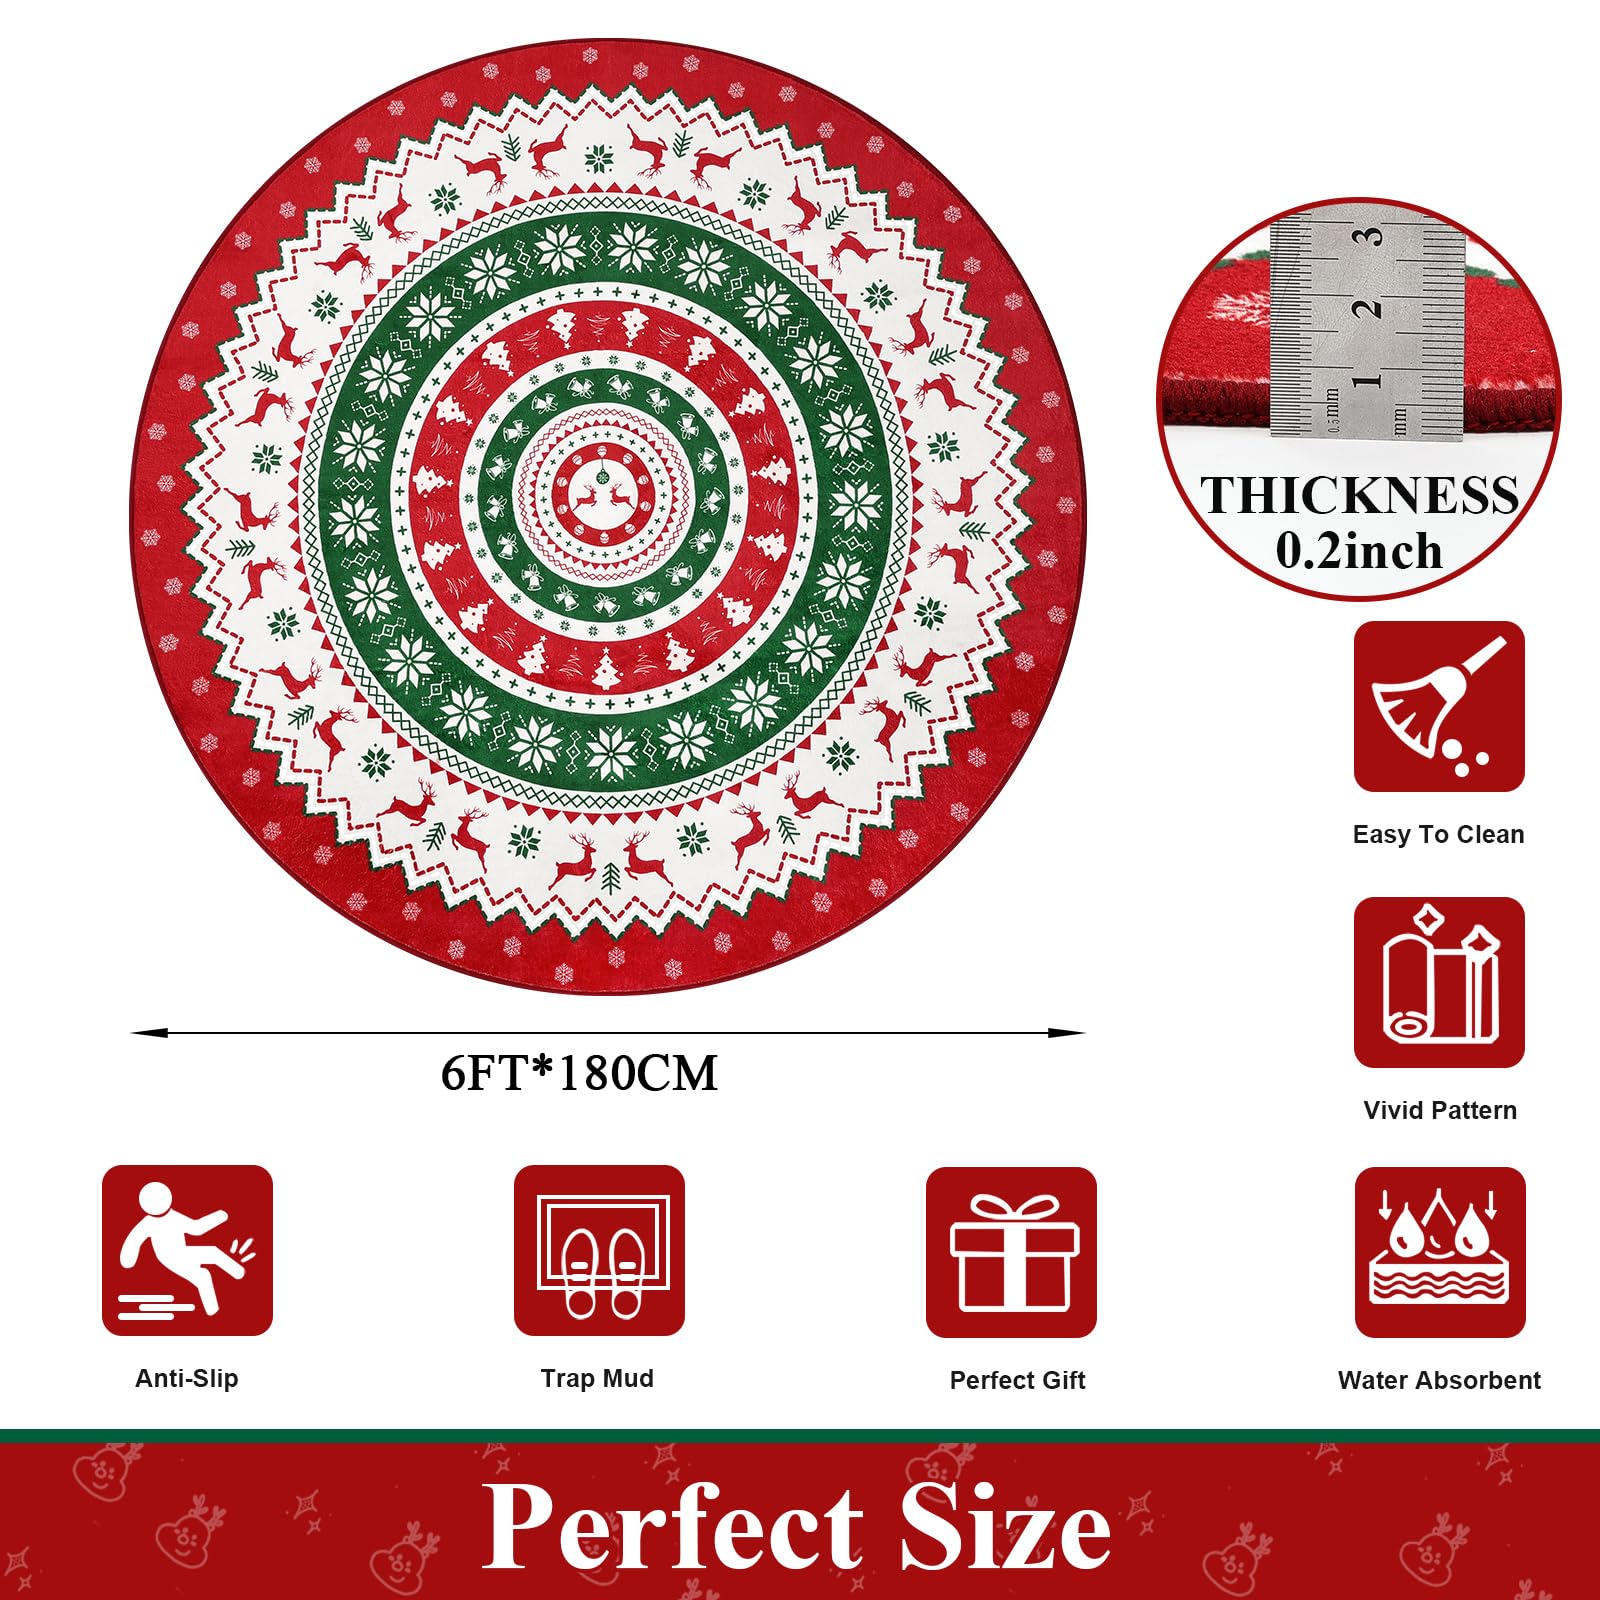 3
2
1
0.5mm
mm
THICKNESS
0.2inch
Easy To Clean
6FT*180CM
Vivid Pattern
Anti-Slip
Trap Mud
Perfect Gift
Water Absorbent
Perfect Size